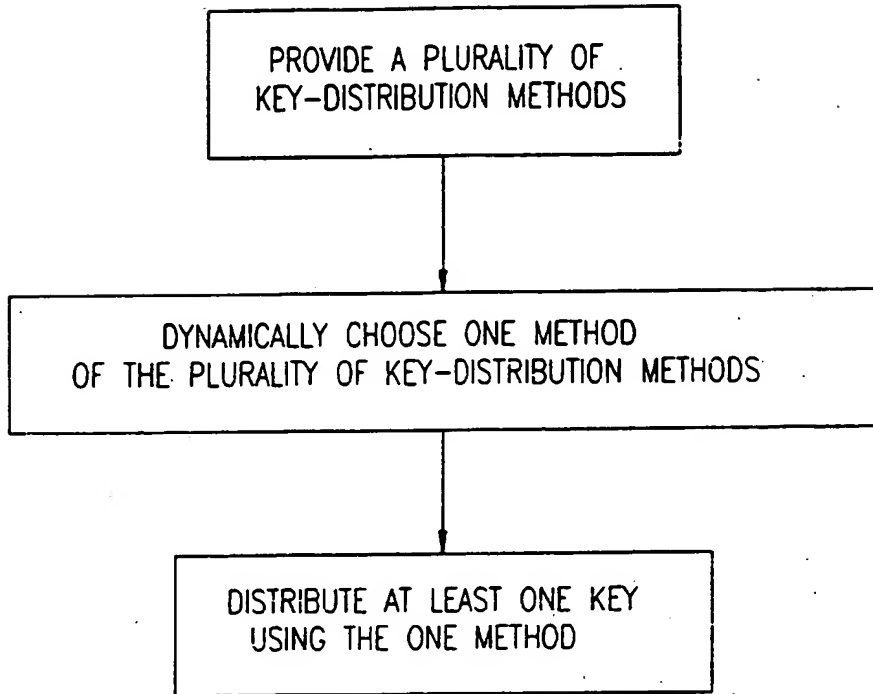 PROVIDE A PLURALITY OF
KEY-DISTRIBUTION METHODS
DYNAMICALLY CHOOSE ONE METHOD
OF THE PLURALITY OF KEY-DISTRIBUTION METHODS
DISTRIBUTE AT LEAST ONE KEY
USING THE ONE METHOD